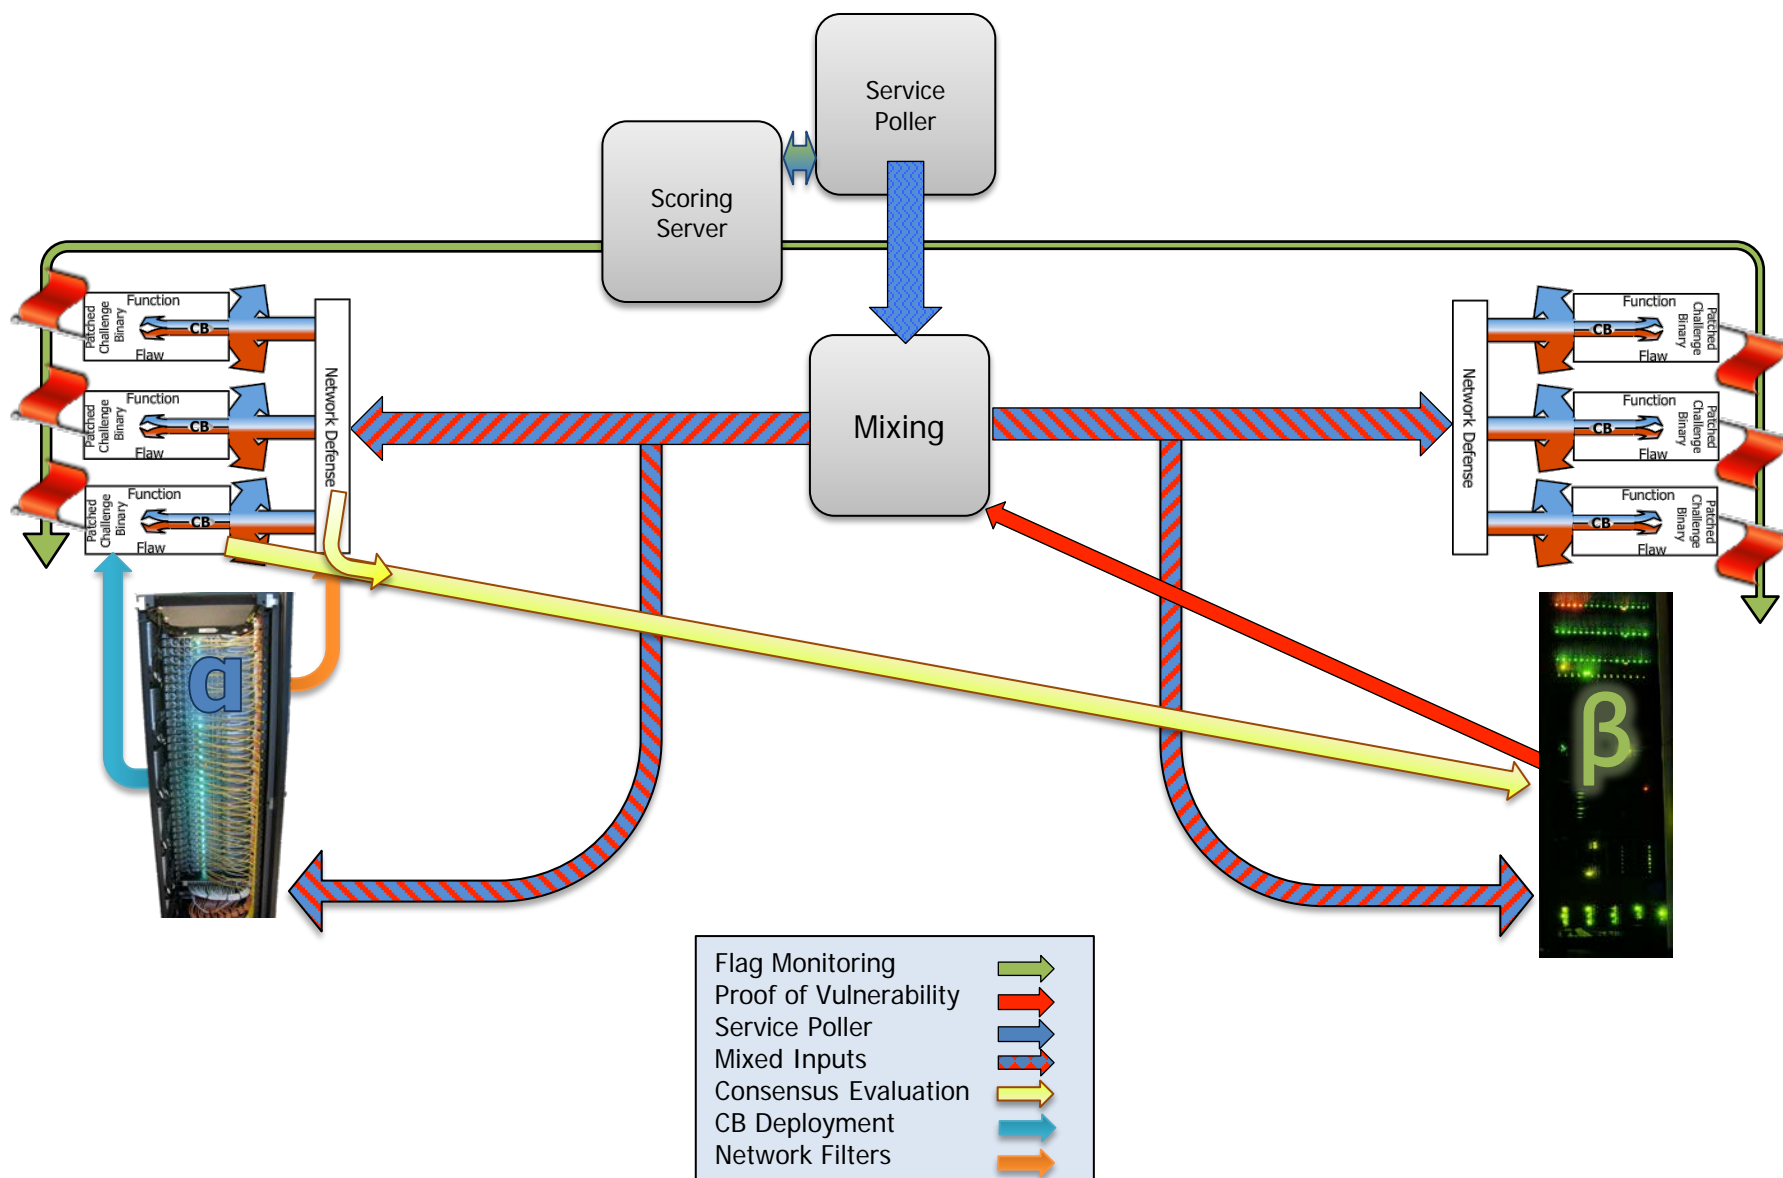 Service
Poller
Scoring
Server
Mixing
Patched
Challenge
Binary
Function
CB
Flaw
Patched
Challenge
Binary
Function
CB
Flaw
Patched
Challenge
Binary
Function
CB
Flaw
Network Defense
Network Defense
Function
CB
Flaw
Patched
Challenge
Binary
Function
CB
Flaw
Patched
Challenge
Binary
Function
CB
Flaw
Patched
Challenge
Binary
α
β
Flag Monitoring
Proof of Vulnerability
Service Poller
Mixed Inputs
Consensus Evaluation
CB Deployment
Network Filters